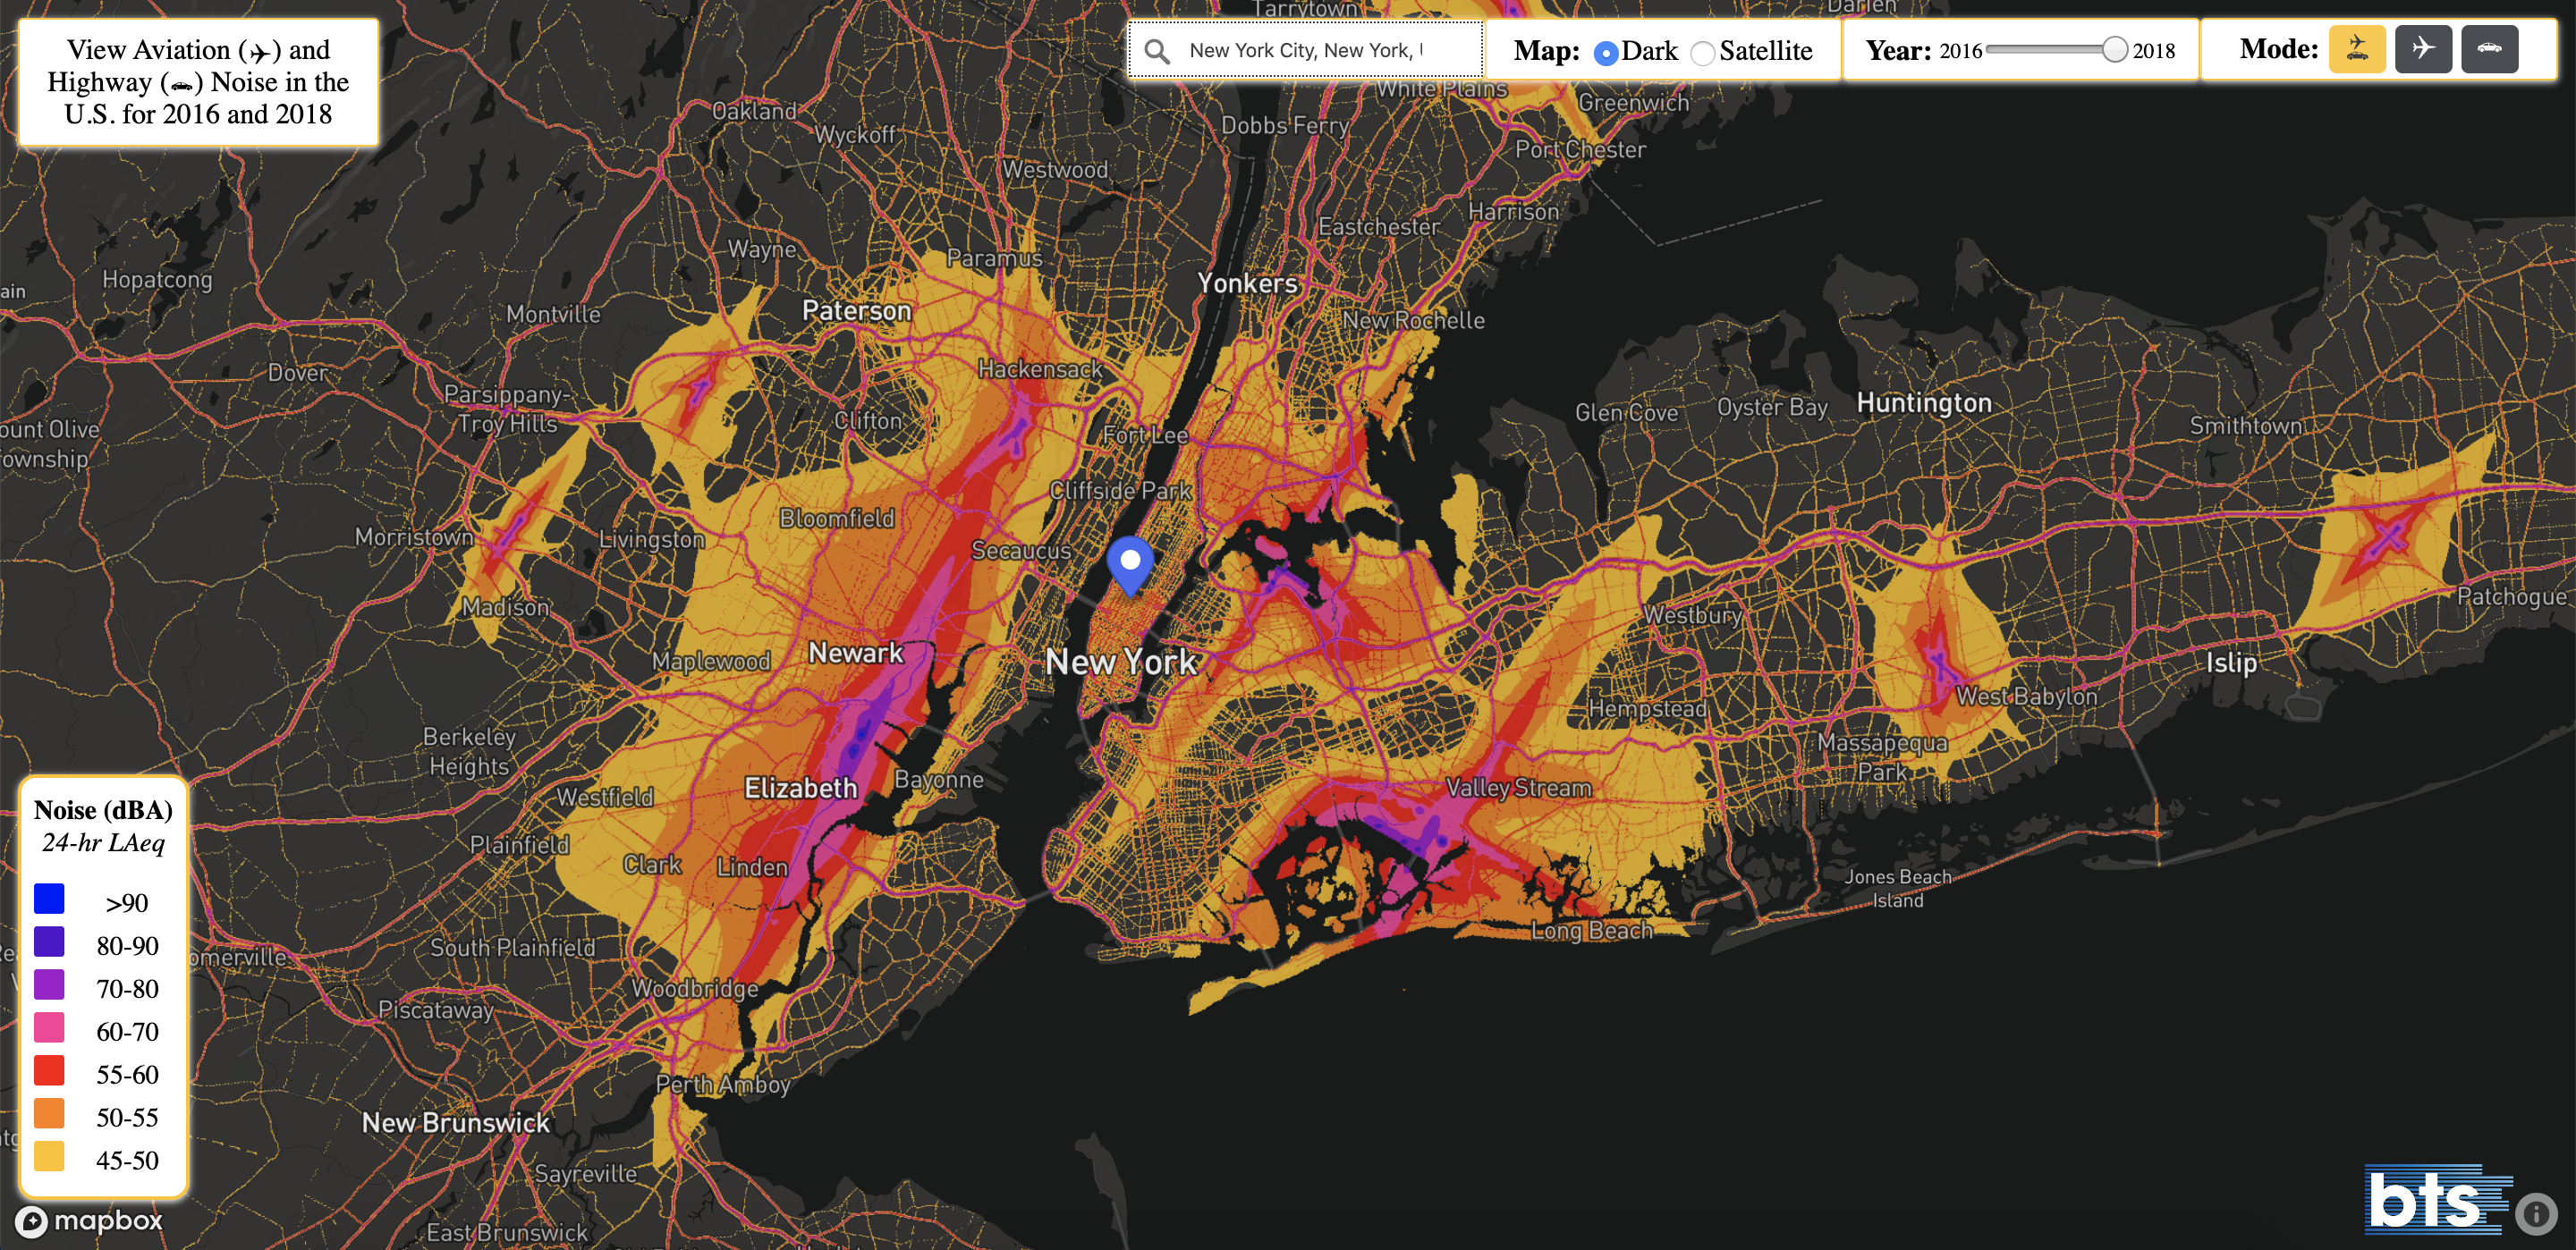 View Aviation (✈) and
Highway (🚗) Noise in the
U.S. for 2016 and 2018
New York City, New York,
Map: Dark Satellite
Year: 2016 2018
Mode:
Tarrytown
Darien
White Plains
Greenwich
Oakland
Wyckoff
Dobbs Ferry
Port Chester
Westwood
Harrison
Eastchester
Wayne
Paramus
Hopatcong
ain
Yonkers
Montville
Paterson
New Rochelle
Dover
Hackensack
Parsippany-
Troy Hills
Clifton
Fort Lee
Glen Cove
Oyster Bay
Huntington
Smithtown
ount Olive
ownship
Cliffside Park
Bloomfield
Morristown
Livingston
Secaucus
Madison
Westbury
Patchogue
Maplewood
Newark
New York
Islip
West Babylon
Hempstead
Berkeley
Heights
Massapequa
Park
Elizabeth
Bayonne
Valley Stream
Westfield
Plainfield
Clark
Linden
Jones Beach
Island
Long Beach
South Plainfield
omerville
Woodbridge
Piscataway
Perth Amboy
New Brunswick
Sayreville
East Brunswick
Noise (dBA)
24-hr LAeq
>90
80-90
70-80
60-70
55-60
50-55
45-50
mapbox
bts
i